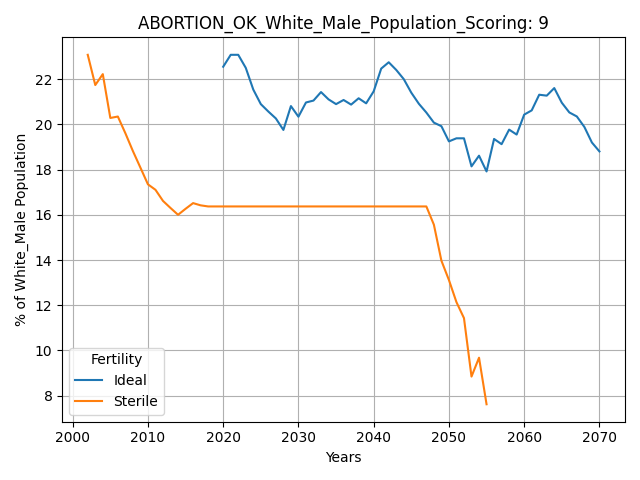 ABORTION_OK_White_Male_Population_Scoring: 9
% of White_Male Population
22
20
18
16
14
12
10
8
Fertility
Ideal
Sterile
2000 2010 2020 2030 2040 2050 2060 2070
Years